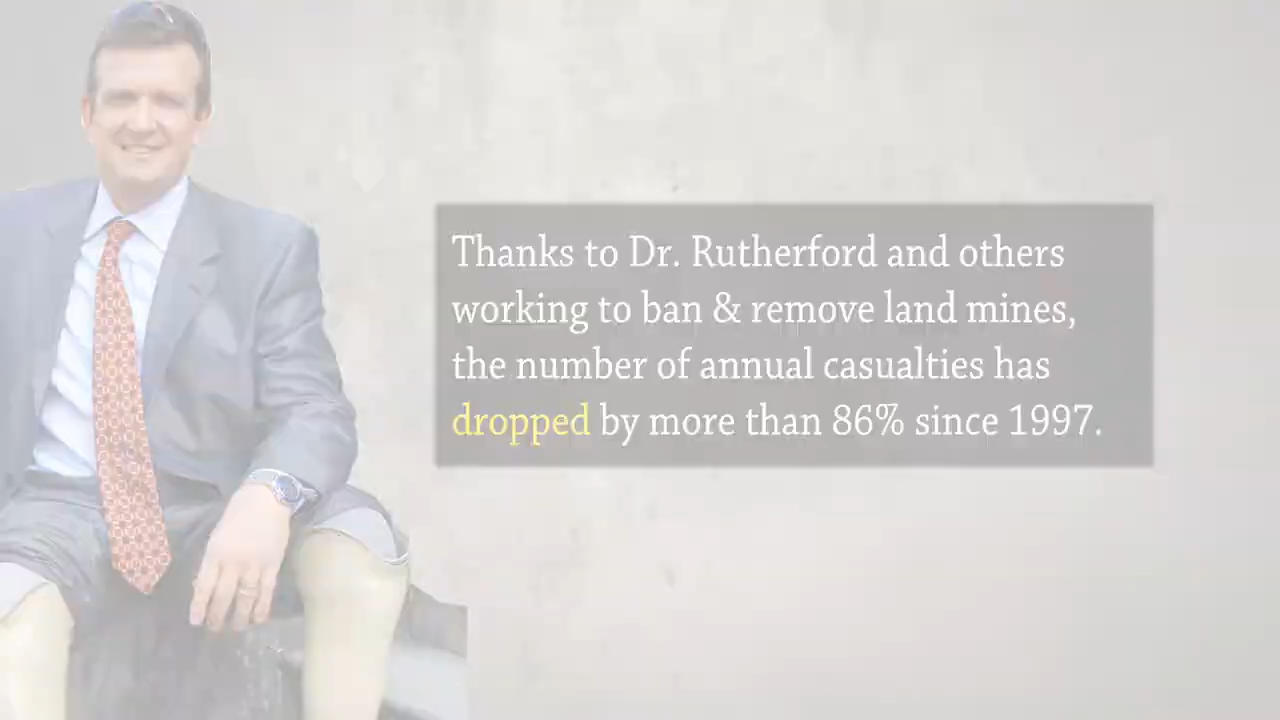 Thanks to Dr. Rutherford and others
working to ban & remove land mines,
the number of annual casualties has
dropped by more than 86% since 1997.